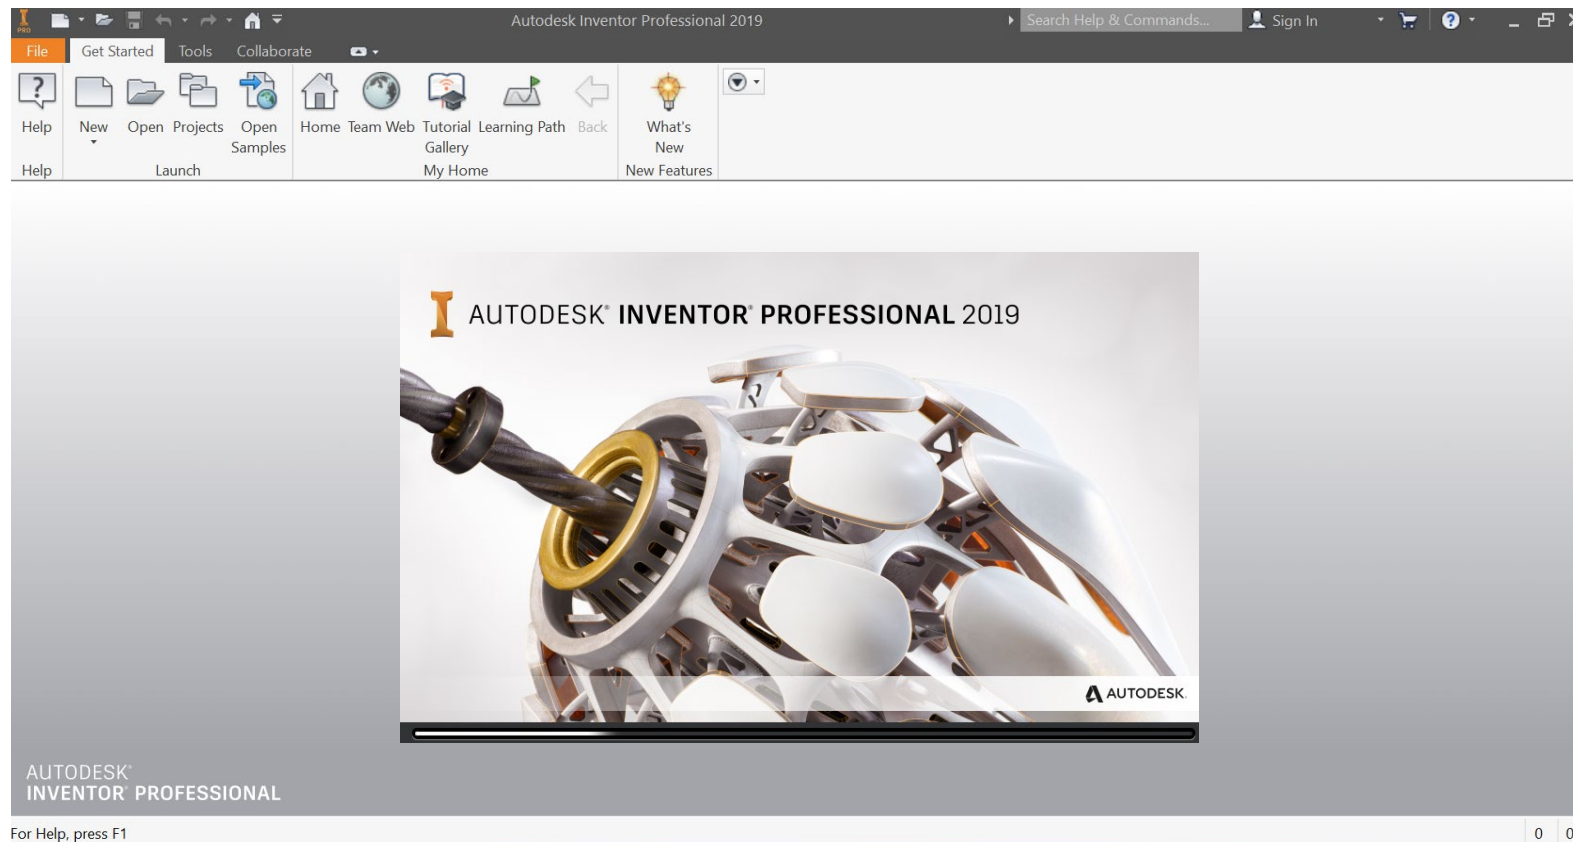 PRO
Autodesk Inventor Professional 2019
Search Help & Commands...
Sign In
?
File
Get Started
Tools
Collaborate
?
Help
New
Open
Projects
Open
Samples
Home
Team Web
Tutorial
Gallery
Learning Path
Back
What's
New
Help
Launch
My Home
New Features
AUTODESK® INVENTOR® PROFESSIONAL 2019
AUTODESK.
AUTODESK®
INVENTOR® PROFESSIONAL
For Help, press F1
0
0